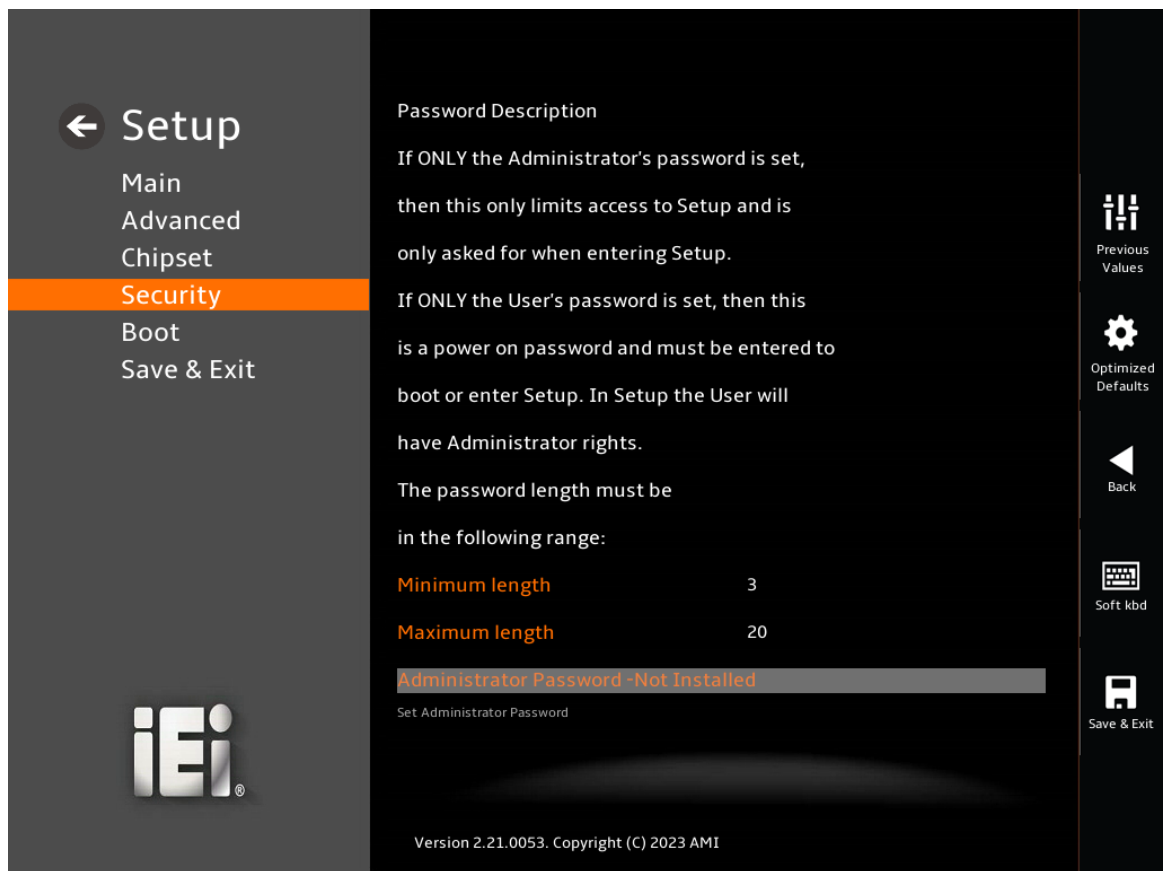 Setup
Main
Advanced
Chipset
Security
Boot
Save & Exit
iEi®
Password Description
If ONLY the Administrator's password is set,
then this only limits access to Setup and is
only asked for when entering Setup.
If ONLY the User's password is set, then this
is a power on password and must be entered to
boot or enter Setup. In Setup the User will
have Administrator rights.
The password length must be
in the following range:
Minimum length 3
Maximum length 20
Administrator Password -Not Installed
Set Administrator Password
Version 2.21.0053. Copyright (C) 2023 AMI
Previous
Values
Optimized
Defaults
Back
Soft kbd
Save & Exit